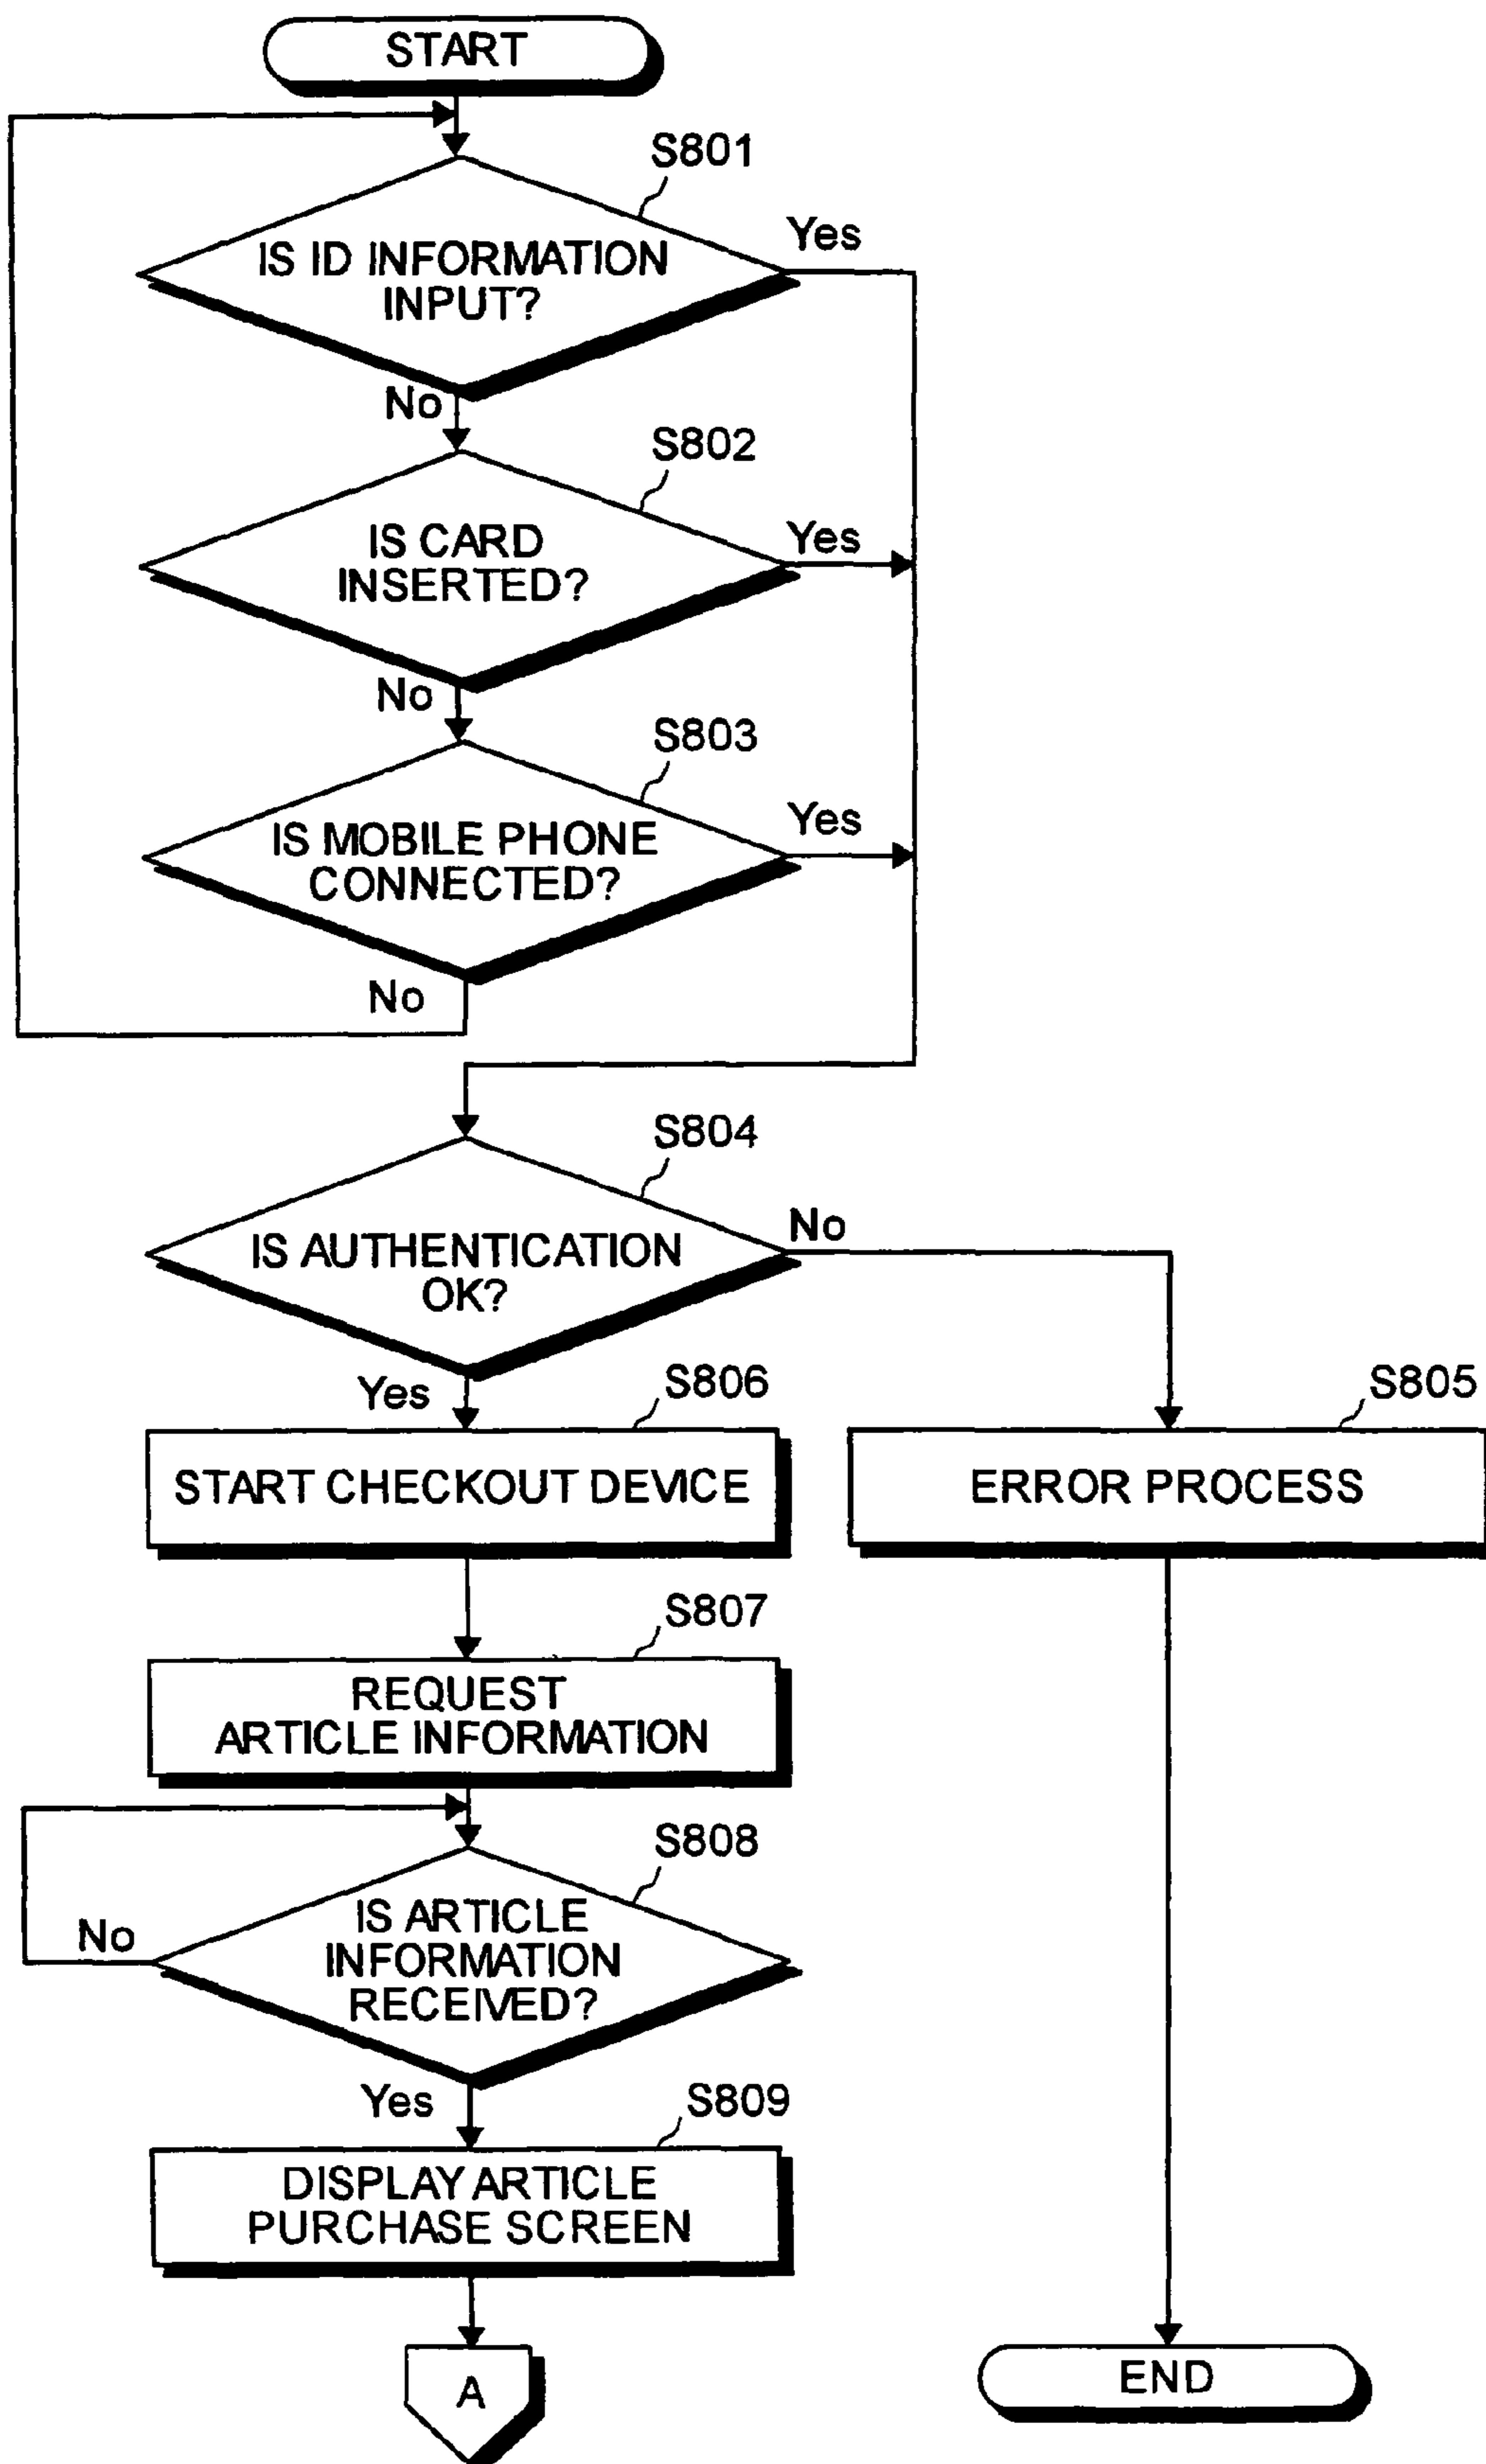 START
S801
IS ID INFORMATION
INPUT?
Yes
No
S802
IS CARD
INSERTED?
Yes
No
S803
IS MOBILE PHONE
CONNECTED?
Yes
No
S804
IS AUTHENTICATION
OK?
No
Yes
S806
START CHECKOUT DEVICE
S805
ERROR PROCESS
S807
REQUEST
ARTICLE INFORMATION
S808
IS ARTICLE
INFORMATION
RECEIVED?
No
Yes
S809
DISPLAY ARTICLE
PURCHASE SCREEN
A
END